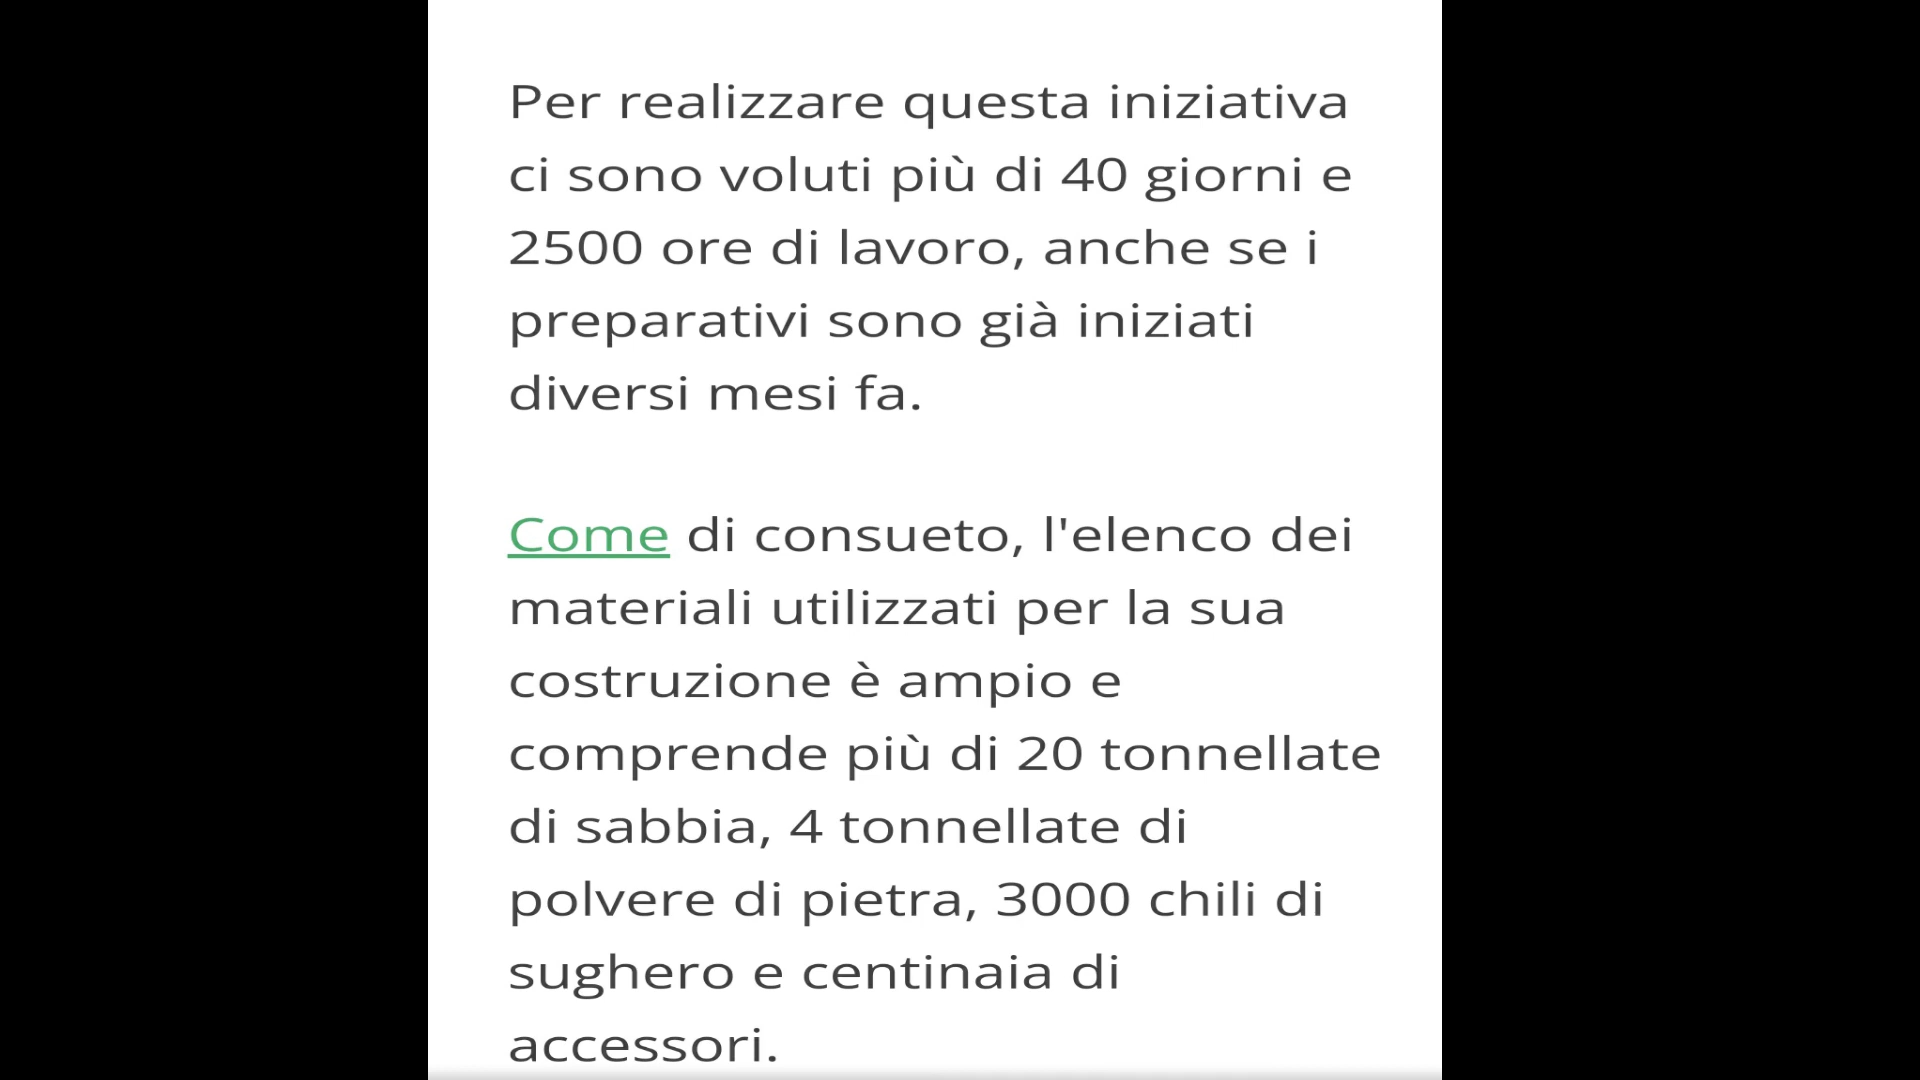 Per realizzare questa iniziativa
ci sono voluti più di 40 giorni e
2500 ore di lavoro, anche se i
preparativi sono già iniziati
diversi mesi fa.
Come di consueto, l'elenco dei
materiali utilizzati per la sua
costruzione è ampio e
comprende più di 20 tonnellate
di sabbia, 4 tonnellate di
polvere di pietra, 3000 chili di
sughero e centinaia di
accessori.